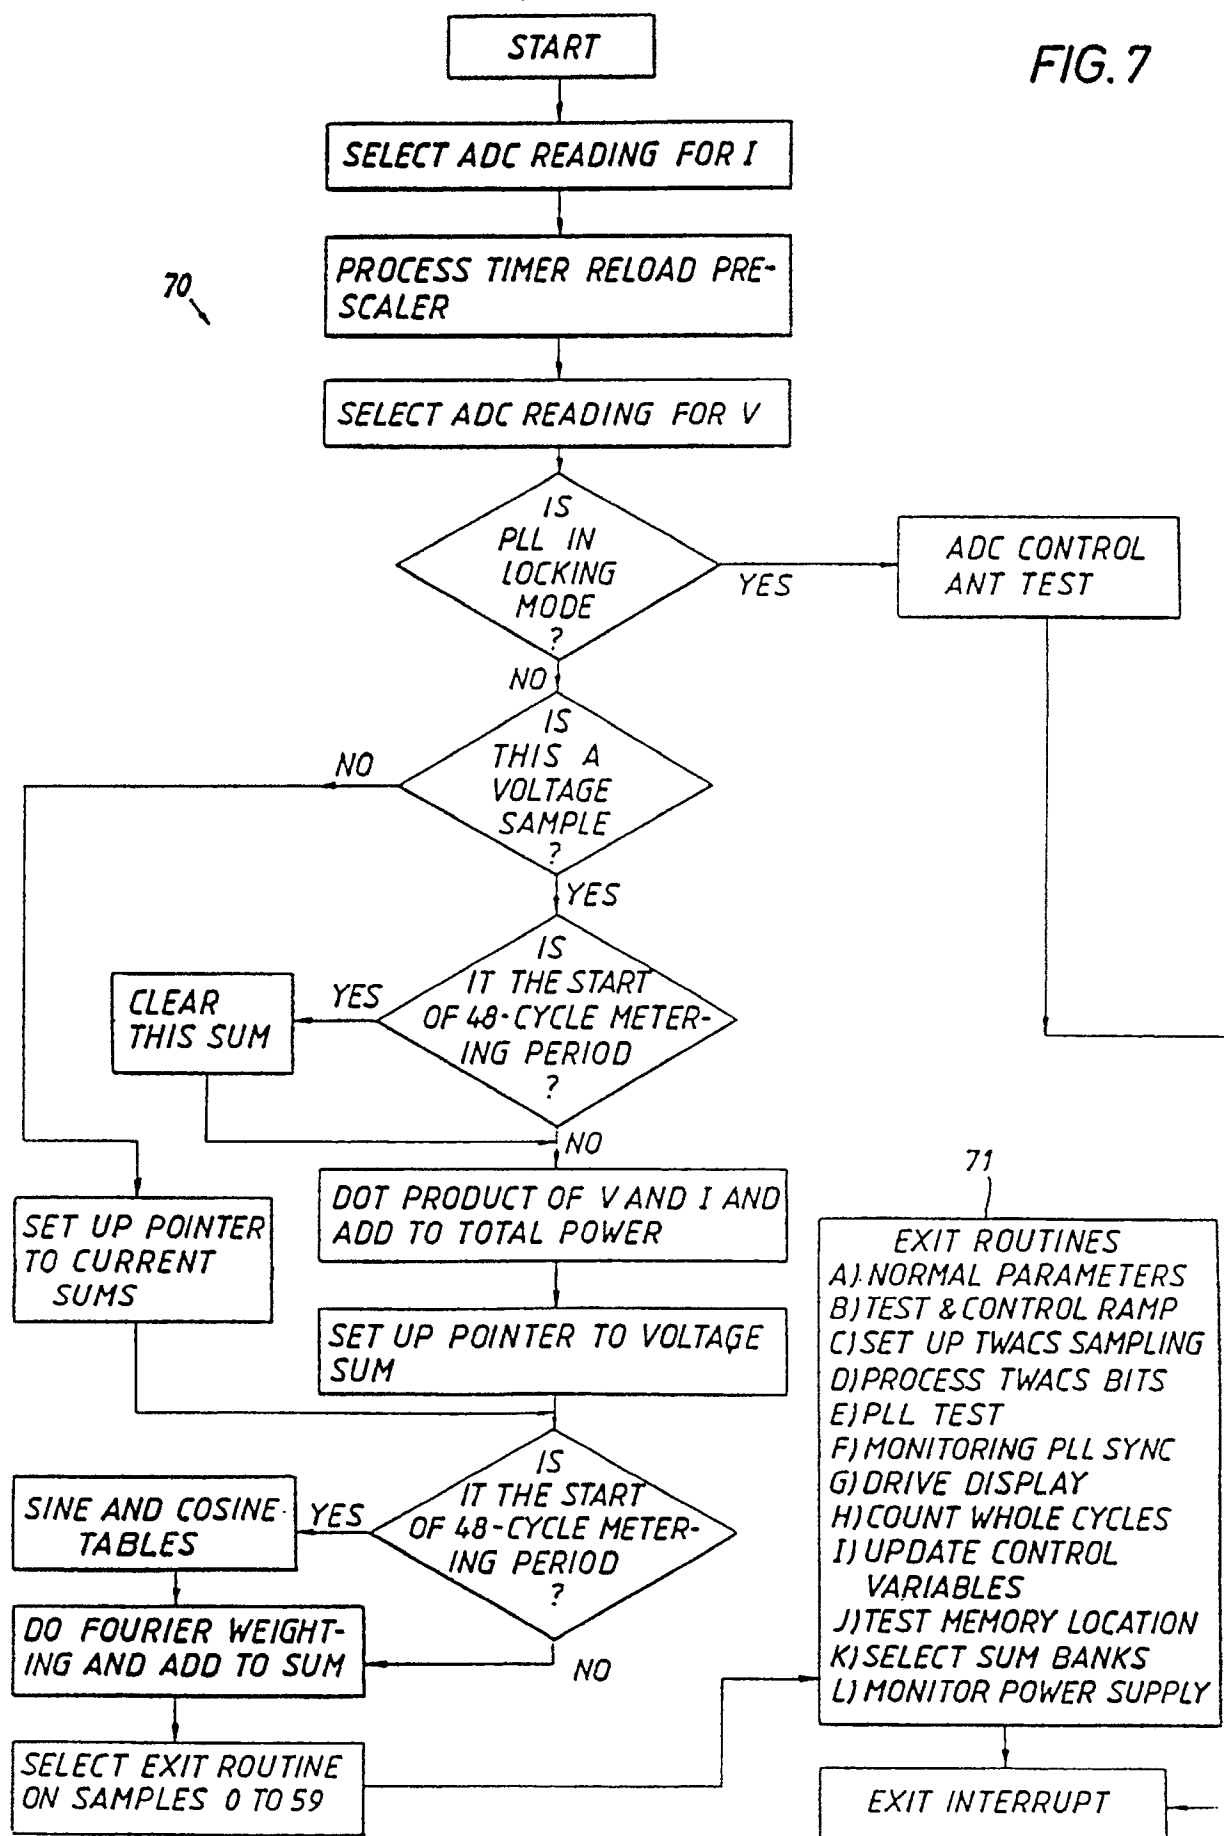 START
FIG. 7
SELECT ADC READING FOR I
PROCESS TIMER RELOAD PRE-
SCALER
70
SELECT ADC READING FOR V
IS
PLL IN
LOCKING
MODE
?
YES
ADC CONTROL
ANT TEST
NO
IS
THIS A
VOLTAGE
SAMPLE
?
NO
YES
IS
IT THE START
OF 48-CYCLE METER-
ING PERIOD
?
YES
CLEAR
THIS SUM
NO
DOT PRODUCT OF V AND I AND
ADD TO TOTAL POWER
SET UP POINTER
TO CURRENT
SUMS
SET UP POINTER TO VOLTAGE
SUM
IS
IT THE START
OF 48-CYCLE METER-
ING PERIOD
?
YES
SINE AND COSINE
TABLES
NO
DO FOURIER WEIGHT-
ING AND ADD TO SUM
SELECT EXIT ROUTINE
ON SAMPLES 0 TO 59
71
EXIT ROUTINES
A) NORMAL PARAMETERS
B) TEST & CONTROL RAMP
C) SET UP TWACS SAMPLING
D) PROCESS TWACS BITS
E) PLL TEST
F) MONITORING PLL SYNC
G) DRIVE DISPLAY
H) COUNT WHOLE CYCLES
I) UPDATE CONTROL
VARIABLES
J) TEST MEMORY LOCATION
K) SELECT SUM BANKS
L) MONITOR POWER SUPPLY
EXIT INTERRUPT